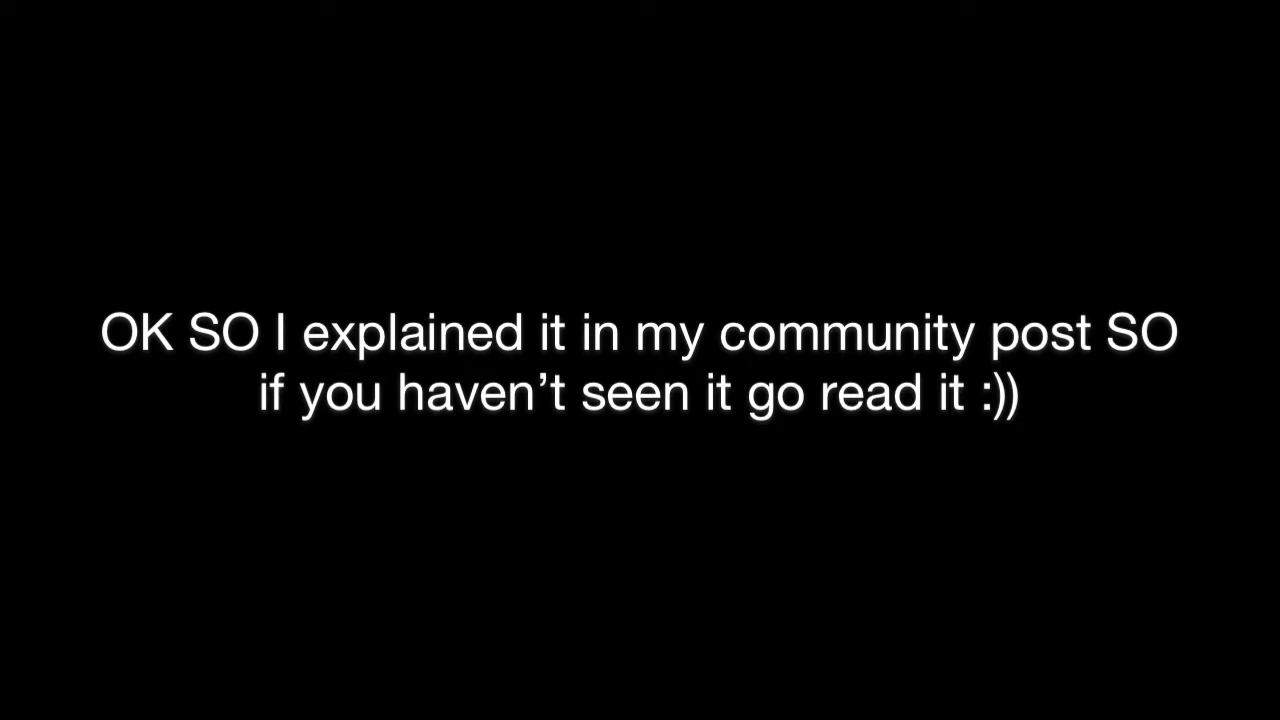 OK SO I explained it in my community post SO
if you haven’t seen it go read it :))